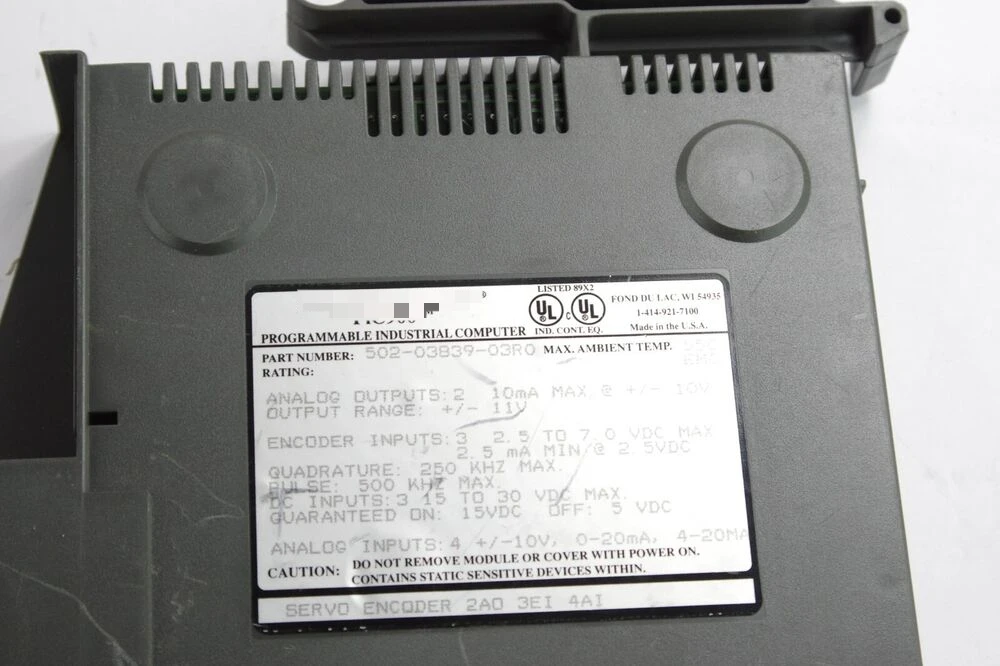 LISTED 89X2
UL C UL
IND. CONT. EQ.
FOND DU LAC, WI 54935
1-414-921-7100
Made in the U.S.A.
PROGRAMMABLE INDUSTRIAL COMPUTER
PART NUMBER: 502-03839-03R0 MAX. AMBIENT TEMP.
RATING:
ANALOG OUTPUTS: 2 10mA MAX @ +/- 10V
OUTPUT RANGE: +/- 11V
ENCODER INPUTS: 3 2.5 TO 7.0 VDC MAX
2.5 mA MIN @ 2.5VDC
QUADRATURE: 250 KHZ MAX.
PULSE: 500 KHZ MAX.
DC INPUTS: 3 15 TO 30 VDC MAX.
GUARANTEED ON: 15VDC OFF: 5 VDC
ANALOG INPUTS: 4 +/-10V, 0-20mA, 4-20MA
CAUTION: DO NOT REMOVE MODULE OR COVER WITH POWER ON.
CONTAINS STATIC SENSITIVE DEVICES WITHIN.
SERVO ENCODER 2AO 3EI 4AI